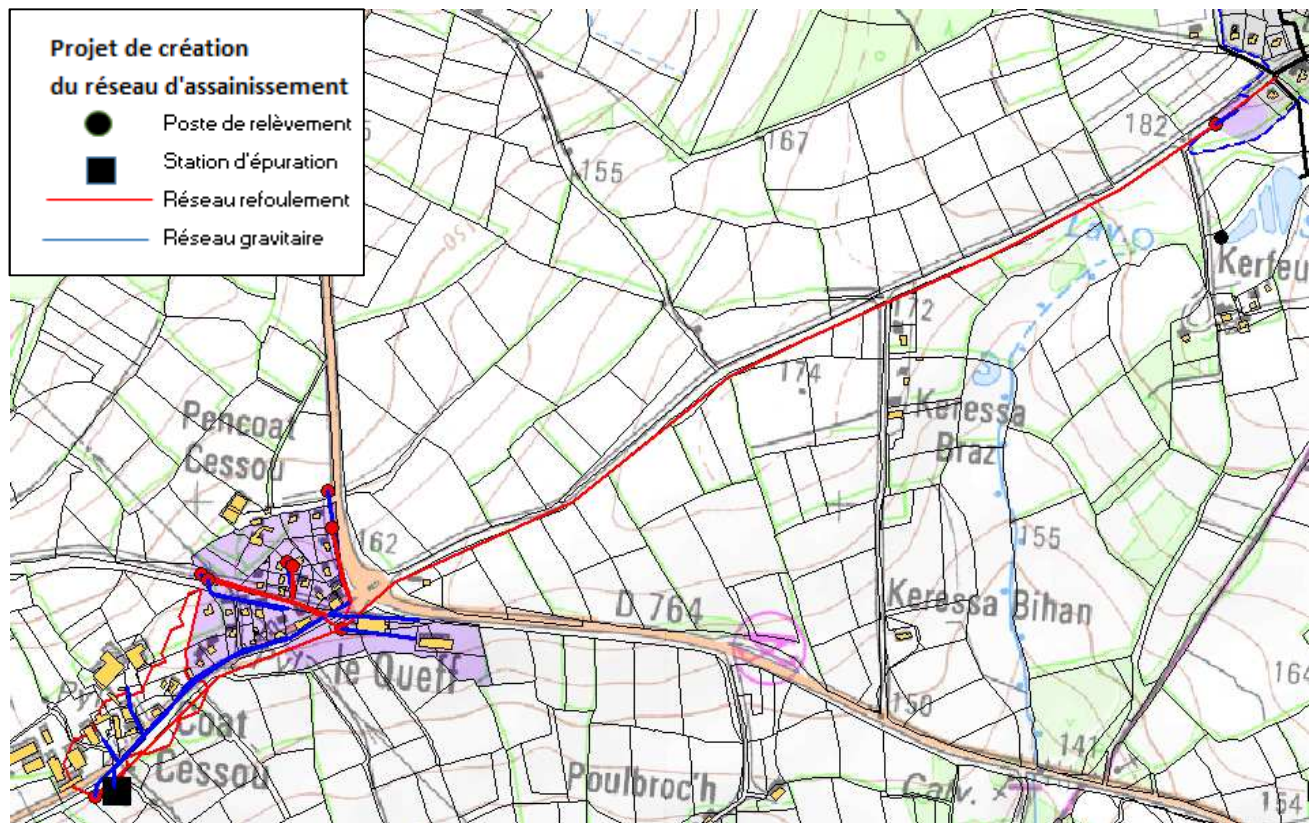 Projet de création
du réseau d'assainissement
Poste de relèvement
Station d'épuration
Réseau refoulement
Réseau gravitaire
182
167
155
150
Kerfeu
172
174
Keressa
Braz
Pencoat
Cessou
162
155
D 764
Keressa Bihan
le Queff
164
150
Coat
Cessou
141
Poulbroc'h
Calv.
154